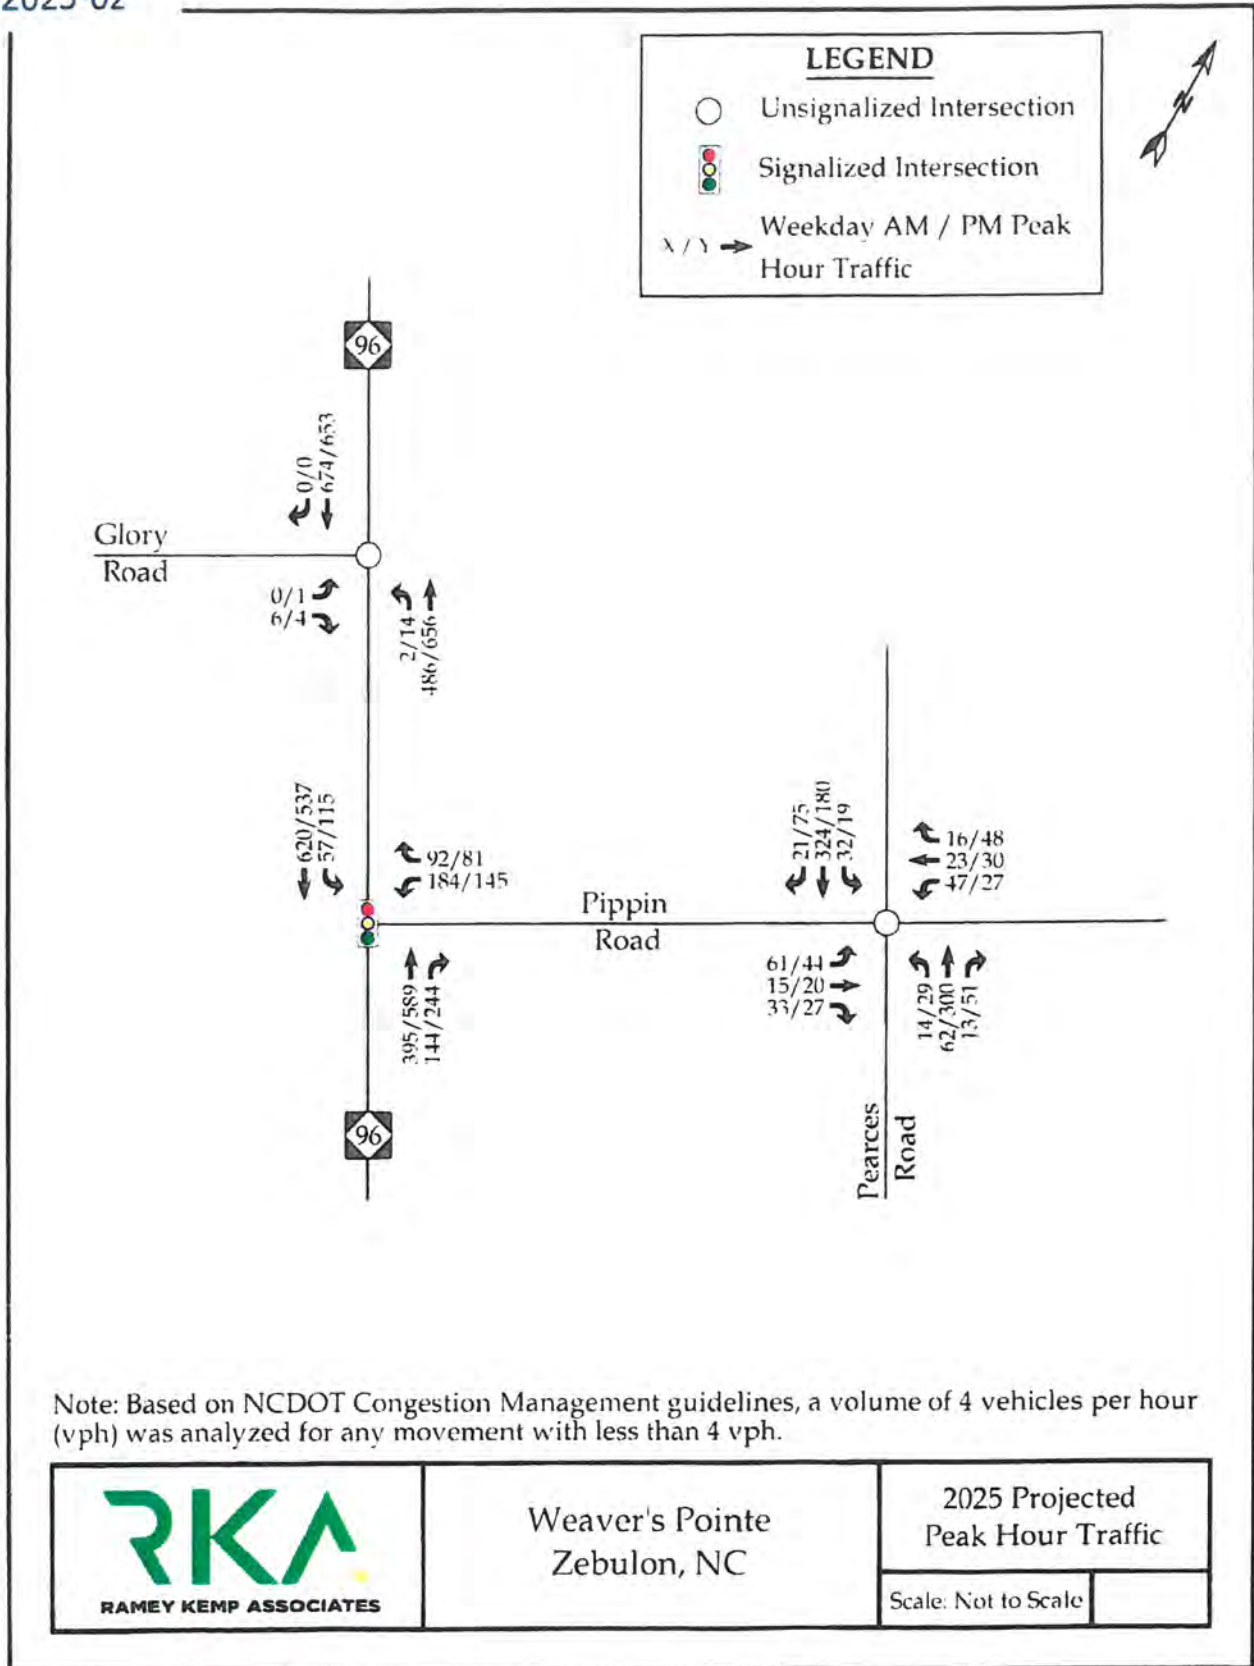 LEGEND
Unsignalized Intersection
Signalized Intersection
X / Y Weekday AM / PM Peak
Hour Traffic
96
0/0
674/653
Glory
Road
0/1
6/4
2/14
486/656
620/537
57/115
92/81
184/145
395/589
144/244
Pippin
Road
21/75
324/180
32/19
16/48
23/30
47/27
61/44
15/20
33/27
14/29
62/300
13/51
Pearces
Road
96
N
Note: Based on NCDOT Congestion Management guidelines, a volume of 4 vehicles per hour
(vph) was analyzed for any movement with less than 4 vph.
RKA
RAMEY KEMP ASSOCIATES
Weaver's Pointe
Zebulon, NC
2025 Projected
Peak Hour Traffic
Scale: Not to Scale